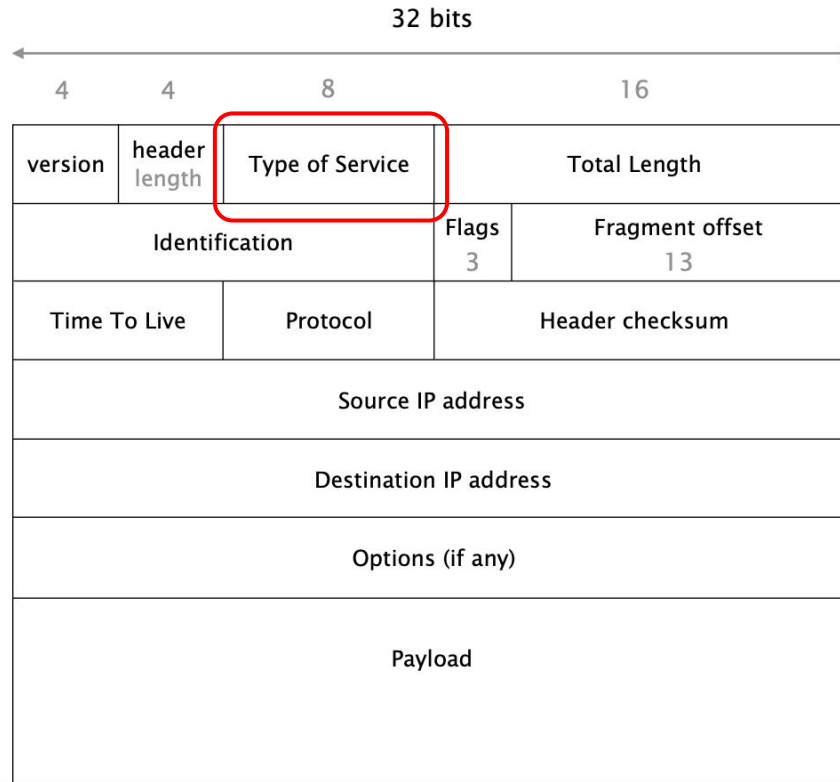 32 bits
4 4 8 16
version header length Type of Service Total Length
Identification Flags 3 Fragment offset 13
Time To Live Protocol Header checksum
Source IP address
Destination IP address
Options (if any)
Payload